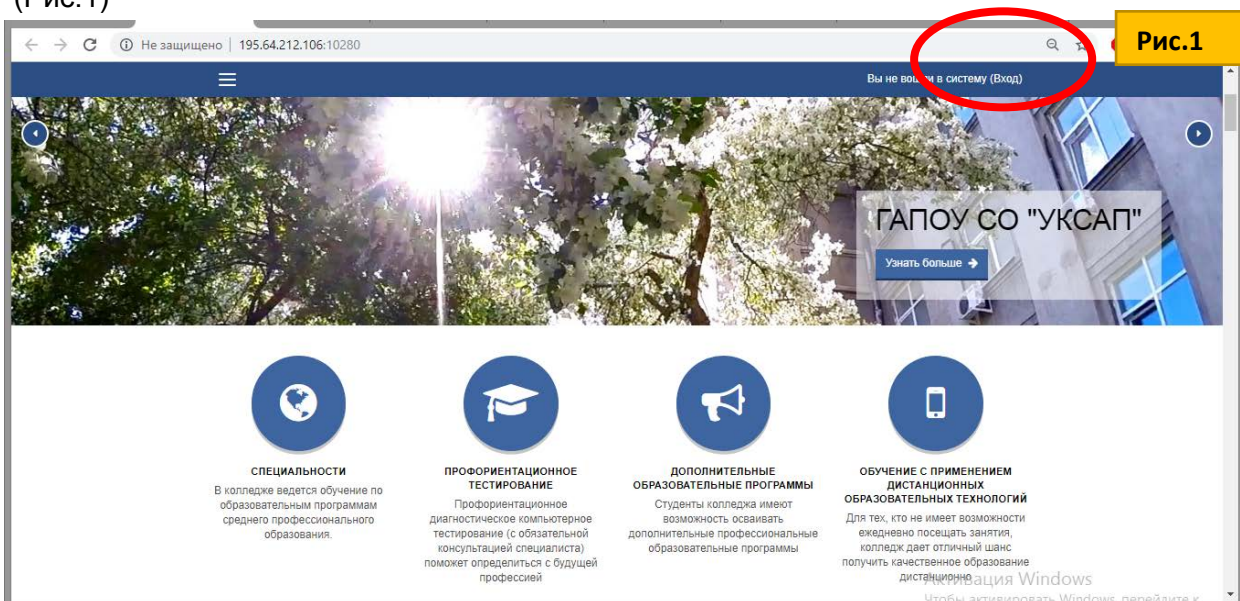 (Рис.1)
Рис.1
Не защищено | 195.64.212.106:10280
Вы не вошли в систему (Вход)
ГАПОУ СО "УКСАП"
Узнать больше
СПЕЦИАЛЬНОСТИ
В колледже ведется обучение по
образовательным программам
среднего профессионального
образования.
ПРОФОРИЕНТАЦИОННОЕ
ТЕСТИРОВАНИЕ
Профориентационное
диагностическое компьютерное
тестирование (с обязательной
консультацией специалиста)
поможет определиться с будущей
профессией
ДОПОЛНИТЕЛЬНЫЕ
ОБРАЗОВАТЕЛЬНЫЕ ПРОГРАММЫ
Студенты колледжа имеют
возможность осваивать
дополнительные профессиональные
образовательные программы
ОБУЧЕНИЕ С ПРИМЕНЕНИЕМ
ДИСТАНЦИОННЫХ
ОБРАЗОВАТЕЛЬНЫХ ТЕХНОЛОГИЙ
Для тех, кто не имеет возможности
ежедневно посещать занятия,
колледж дает отличный шанс
получить качественное образование
дистанционно
Активация Windows
Чтобы активировать Windows, перейдите к